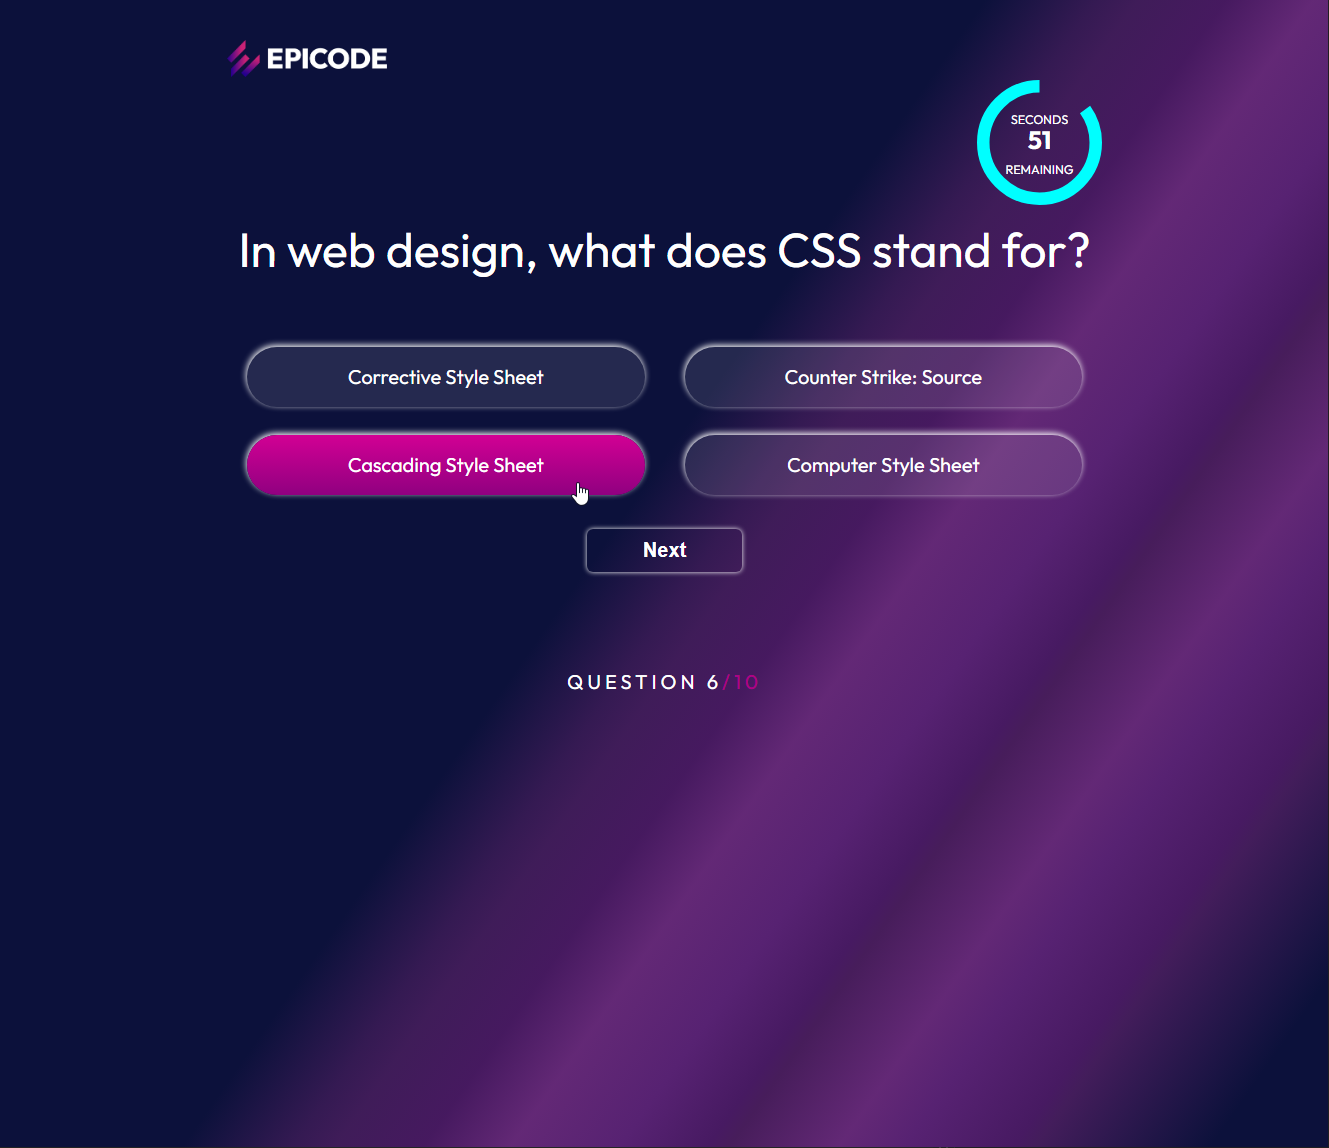 EPICODE
SECONDS
51
REMAINING
In web design, what does CSS stand for?
Corrective Style Sheet
Counter Strike: Source
Cascading Style Sheet
Computer Style Sheet
Next
QUESTION 6/10